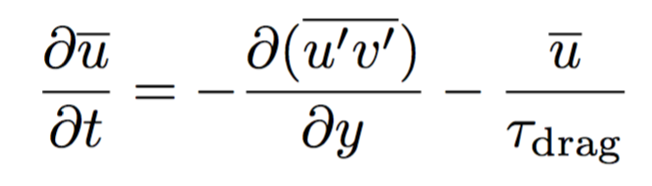 ∂u̅/∂t = − ∂(u′v′̅)/∂y − u̅/τ_drag